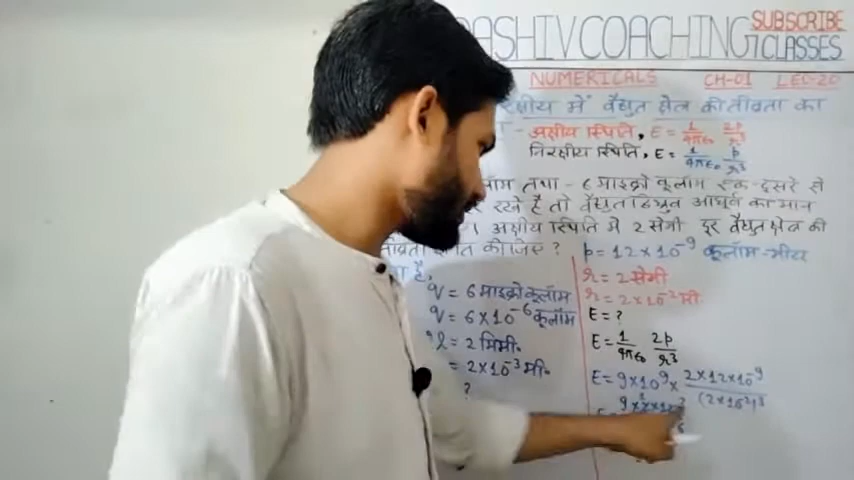 SUBSCRIBE
ASHIV COACHING CLASSES
NUMERICALS CH-01 LEC-20
क्षीय में वैद्युत क्षेत्र की तीव्रता का
अक्षीय स्थिति, E = 1/4πε₀ 2p/r³
निरक्षीय स्थिति, E = 1/4πε₀ p/r³
तथा - 6 माइक्रो कूलॉम एक-दूसरे से
रखे है तो वैद्युत द्विध्रुव आघूर्ण का मान
अक्षीय स्थिति में 2 सेमी दूर वैद्युत क्षेत्र की
कीजिए ?
p = 12×10⁻⁹ कूलॉम-मीटर
q = 6 माइक्रो कूलॉम
q = 6×10⁻⁶ कूलॉम
2l = 2 मिमी.
= 2×10⁻³ मी.
?
r = 2 सेमी
r = 2×10⁻² मी
E = ?
E = 1/4πε₀ 2p/r³
E = 9×10⁹ × 2×12×10⁻⁹/(2×10⁻²)³